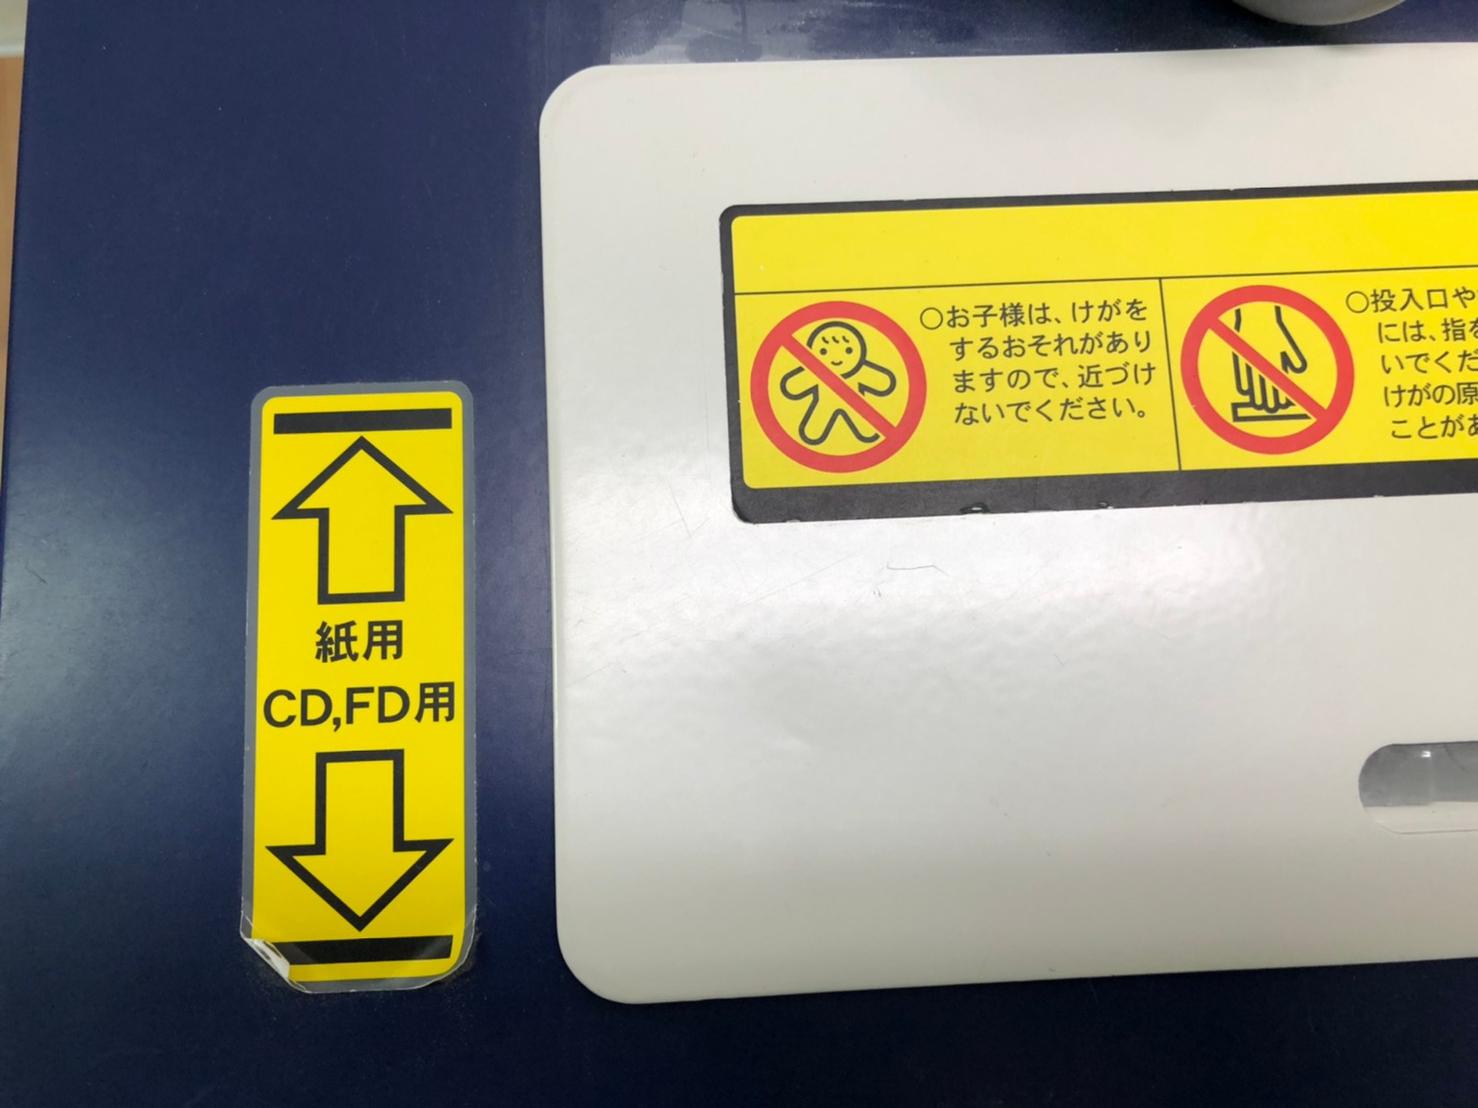 紙用
CD,FD用
○お子様は、けがを
するおそれがあり
ますので、近づけ
ないでください。
○投入口や
には、指を
いでくだ
けがの原
ことがあ